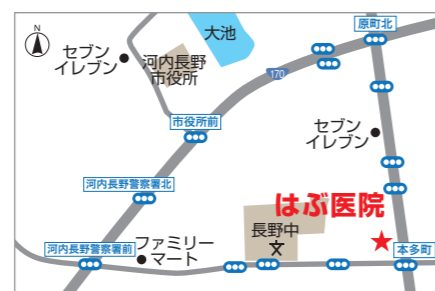 N
大池
原町北
セブン
イレブン
河内長野
市役所
170
市役所前
セブン
イレブン
河内長野警察署北
はぶ医院
長野中
文
河内長野警察署前
ファミリー
マート
本多町